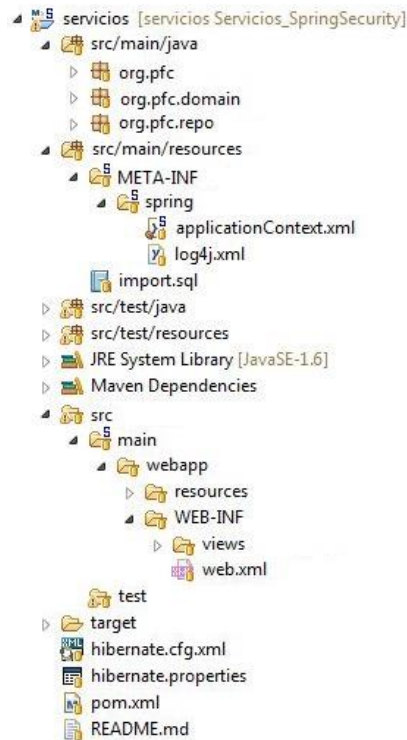 servicios [servicios Servicios_SpringSecurity]
src/main/java
org.pfc
org.pfc.domain
org.pfc.repo
src/main/resources
META-INF
spring
applicationContext.xml
log4j.xml
import.sql
src/test/java
src/test/resources
JRE System Library [JavaSE-1.6]
Maven Dependencies
src
main
webapp
resources
WEB-INF
views
web.xml
test
target
hibernate.cfg.xml
hibernate.properties
pom.xml
README.md